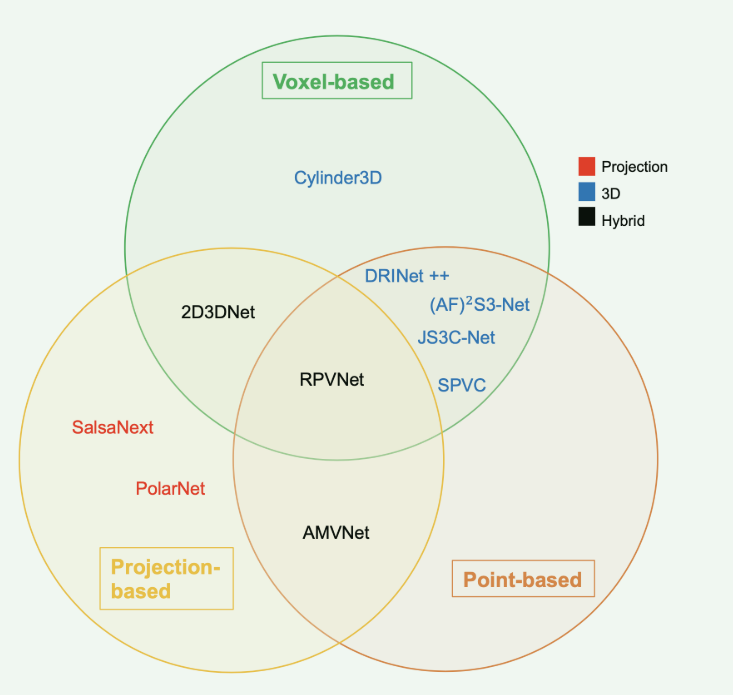 Voxel-based
Projection
3D
Hybrid
Cylinder3D
DRINet ++
(AF)²S3-Net
2D3DNet
JS3C-Net
RPVNet
SPVC
SalsaNext
PolarNet
AMVNet
Projection-
based
Point-based